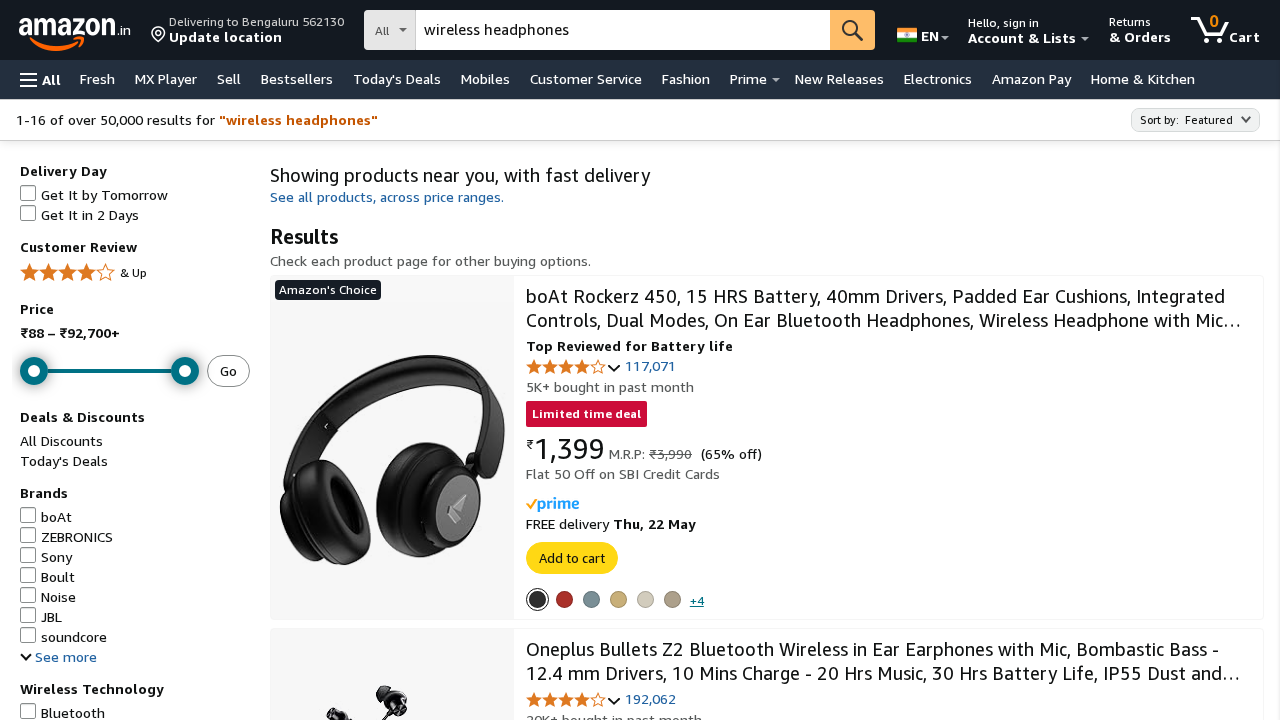 amazon.in
Delivering to Bengaluru 562130
Update location
All
wireless headphones
EN
Hello, sign in
Account & Lists
Returns
& Orders
0
Cart
All
Fresh
MX Player
Sell
Bestsellers
Today's Deals
Mobiles
Customer Service
Fashion
Prime
New Releases
Electronics
Amazon Pay
Home & Kitchen
1-16 of over 50,000 results for "wireless headphones"
Sort by: Featured
Delivery Day
Get It by Tomorrow
Get It in 2 Days
Customer Review
& Up
Price
₹88 – ₹92,700+
Go
Deals & Discounts
All Discounts
Today's Deals
Brands
boAt
ZEBRONICS
Sony
Boult
Noise
JBL
soundcore
See more
Wireless Technology
Bluetooth
Showing products near you, with fast delivery
See all products, across price ranges.
Results
Check each product page for other buying options.
Amazon's Choice
boAt Rockerz 450, 15 HRS Battery, 40mm Drivers, Padded Ear Cushions, Integrated
Controls, Dual Modes, On Ear Bluetooth Headphones, Wireless Headphone with Mic…
Top Reviewed for Battery life
117,071
5K+ bought in past month
Limited time deal
₹1,399 M.R.P: ₹3,990 (65% off)
Flat 50 Off on SBI Credit Cards
prime
FREE delivery Thu, 22 May
Add to cart
+4
Oneplus Bullets Z2 Bluetooth Wireless in Ear Earphones with Mic, Bombastic Bass -
12.4 mm Drivers, 10 Mins Charge - 20 Hrs Music, 30 Hrs Battery Life, IP55 Dust and…
192,062
20K+ bought in past month